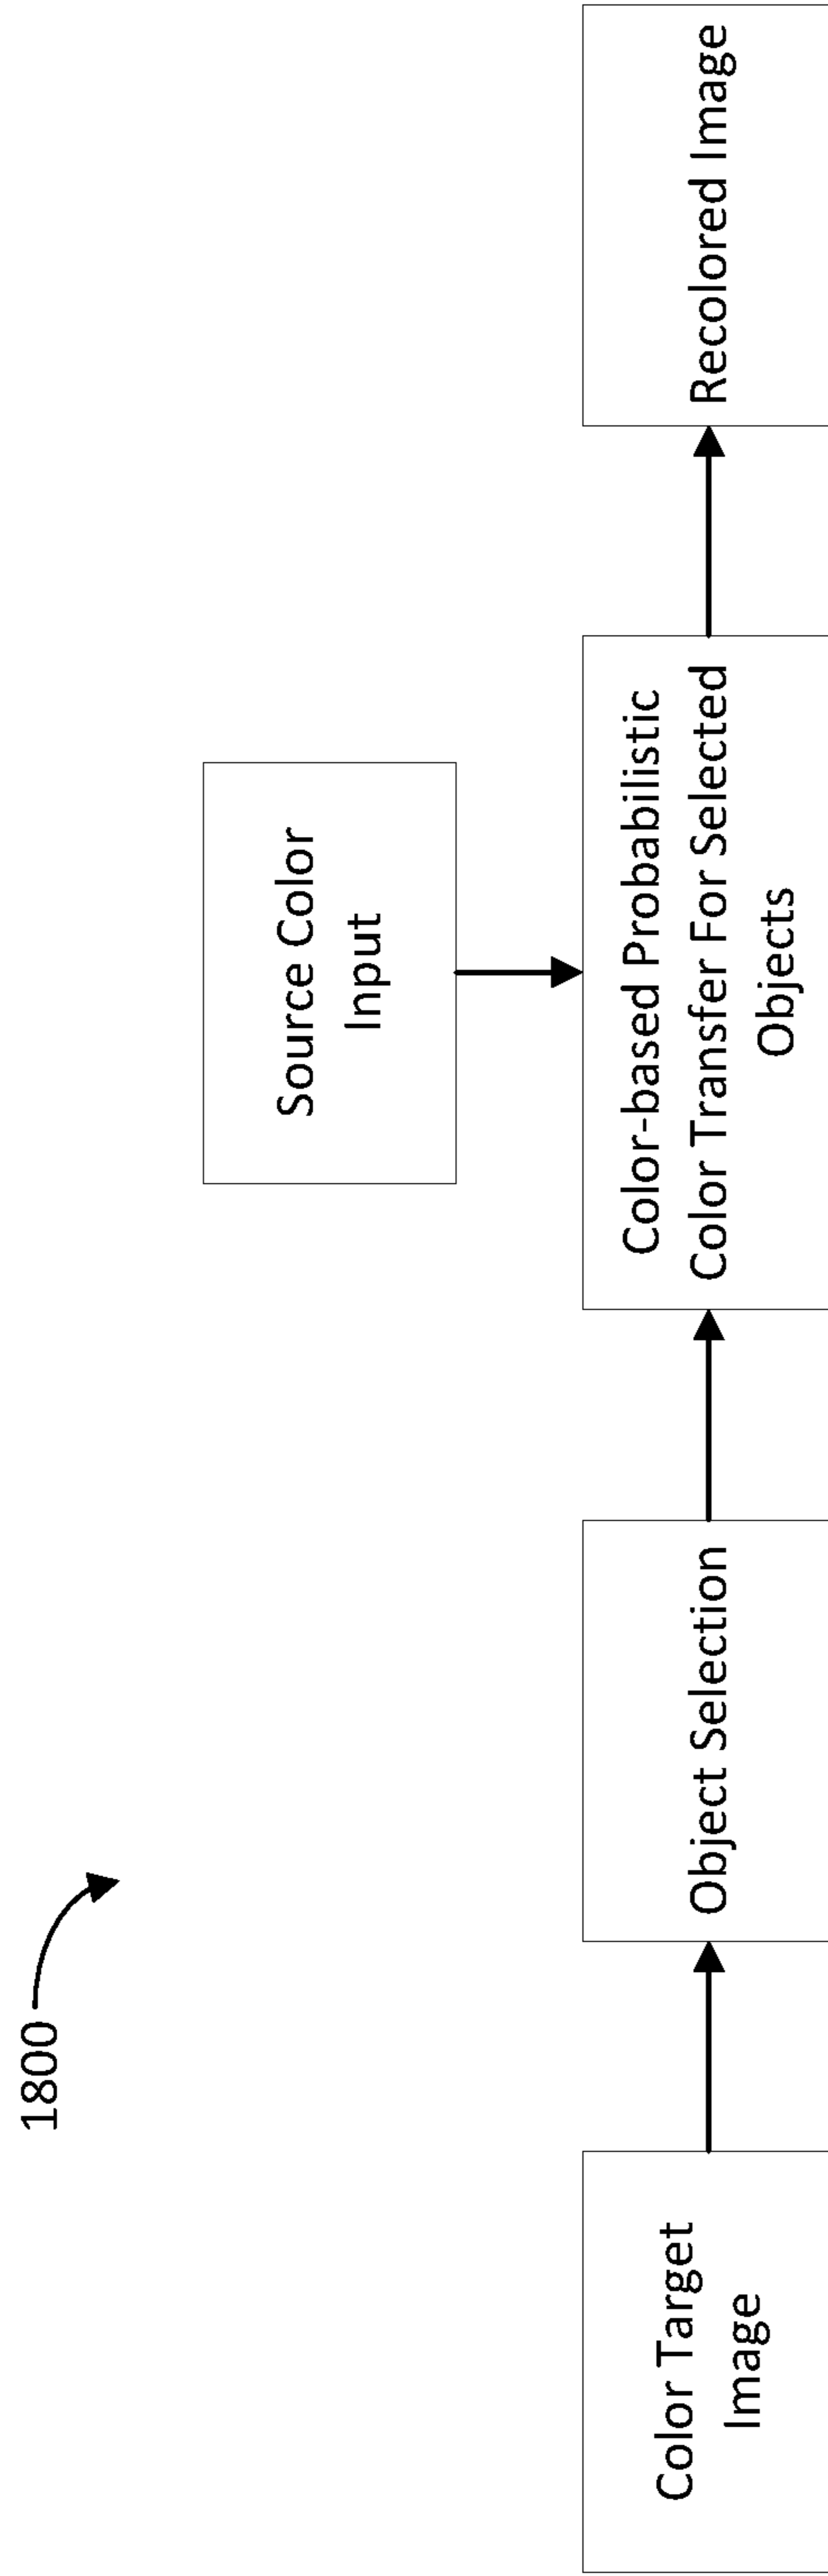 1800
Source Color
Input
Color Target
Image
Object Selection
Color-based Probabilistic
Color Transfer For Selected
Objects
Recolored Image